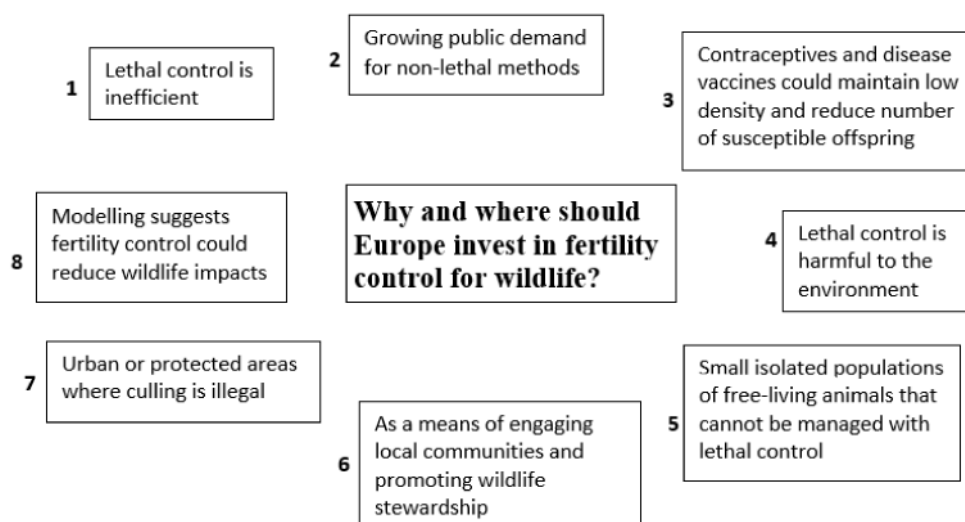 1
Lethal control is
inefficient
2
Growing public demand
for non-lethal methods
3
Contraceptives and disease
vaccines could maintain low
density and reduce number
of susceptible offspring
8
Modelling suggests
fertility control could
reduce wildlife impacts
Why and where should
Europe invest in fertility
control for wildlife?
4
Lethal control is
harmful to the
environment
7
Urban or protected areas
where culling is illegal
6
As a means of engaging
local communities and
promoting wildlife
stewardship
5
Small isolated populations
of free-living animals that
cannot be managed with
lethal control